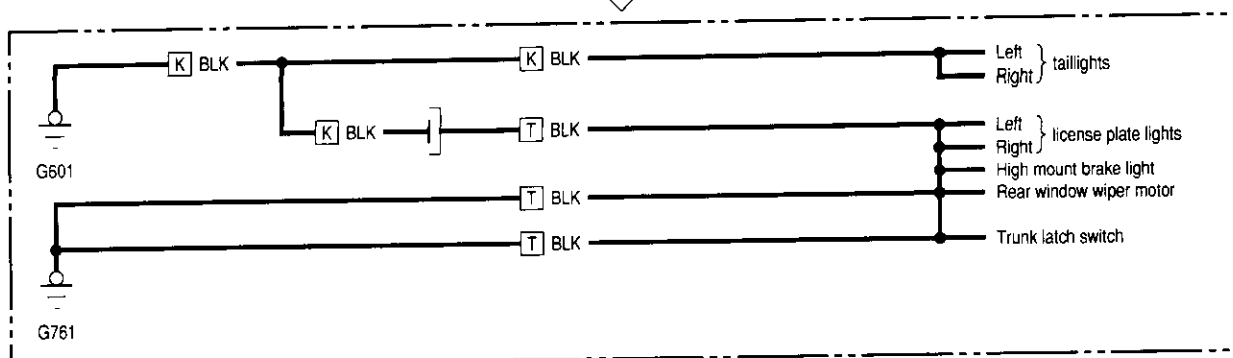 K BLK K BLK Left
Right } taillights
K BLK T BLK Left
Right } license plate lights
G601
High mount brake light
T BLK Rear window wiper motor
T BLK Trunk latch switch
G761